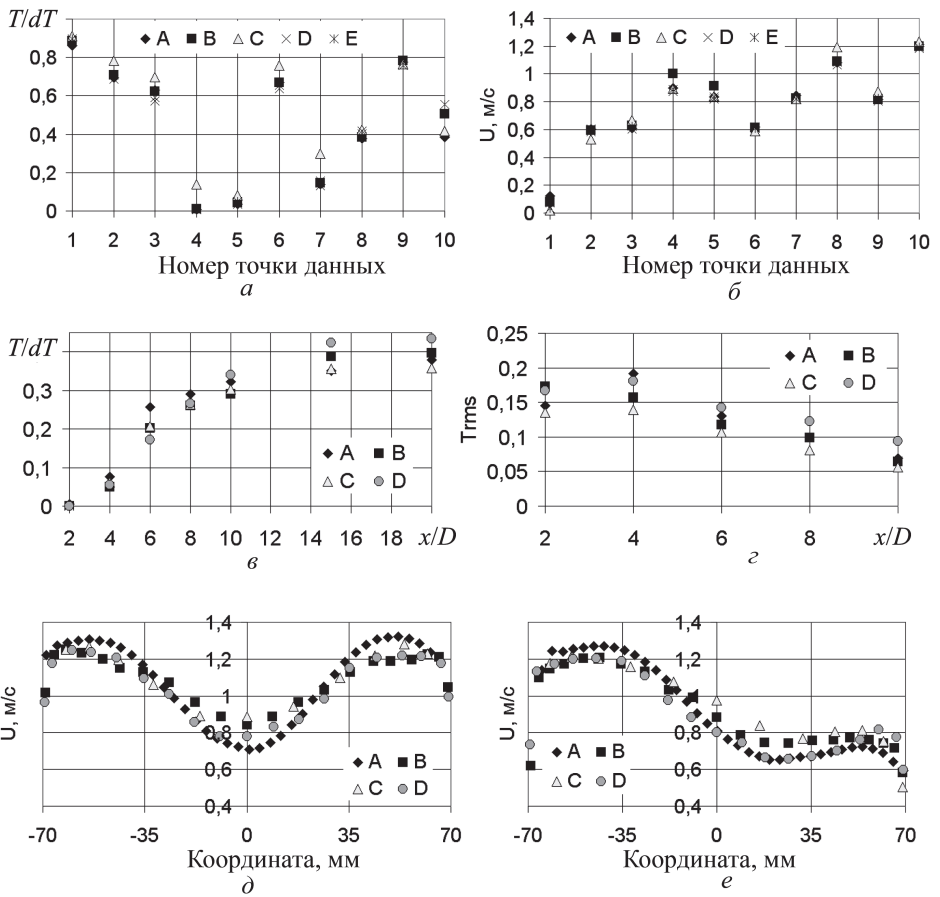 T/dT
A B C D E
0,8
0,6
0,4
0,2
0
1 2 3 4 5 6 7 8 9 10
Номер точки данных
а
U, м/с
1,4
A B C D E
1,2
1
0,8
0,6
0,4
0,2
0
1 2 3 4 5 6 7 8 9 10
Номер точки данных
б
T/dT
0,3
0,2
0,1
0
A B
C D
2 4 6 8 10 12 14 16 18 x/D
в
Trms
0,25
0,2
0,15
0,1
0,05
0
A B
C D
2 4 6 8 x/D
г
U, м/с
1,4
1,2
1
0,8
0,6
0,4
A B
C D
-70 -35 0 35 70
Координата, мм
д
U, м/с
1,4
1,2
1
0,8
0,6
0,4
A B
C D
-70 -35 0 35 70
Координата, мм
е